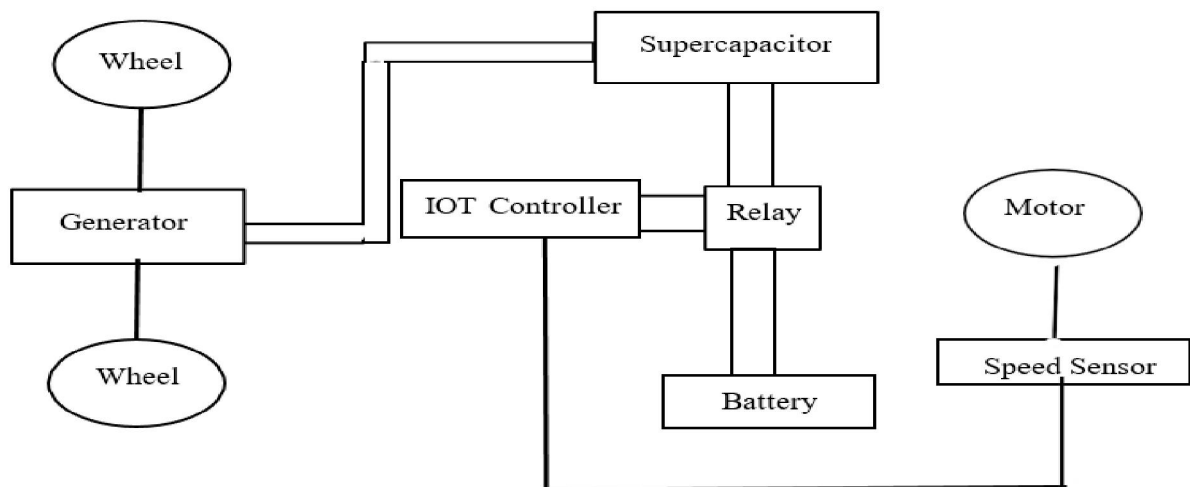 Wheel
Supercapacitor
Generator
IOT Controller
Relay
Motor
Wheel
Battery
Speed Sensor